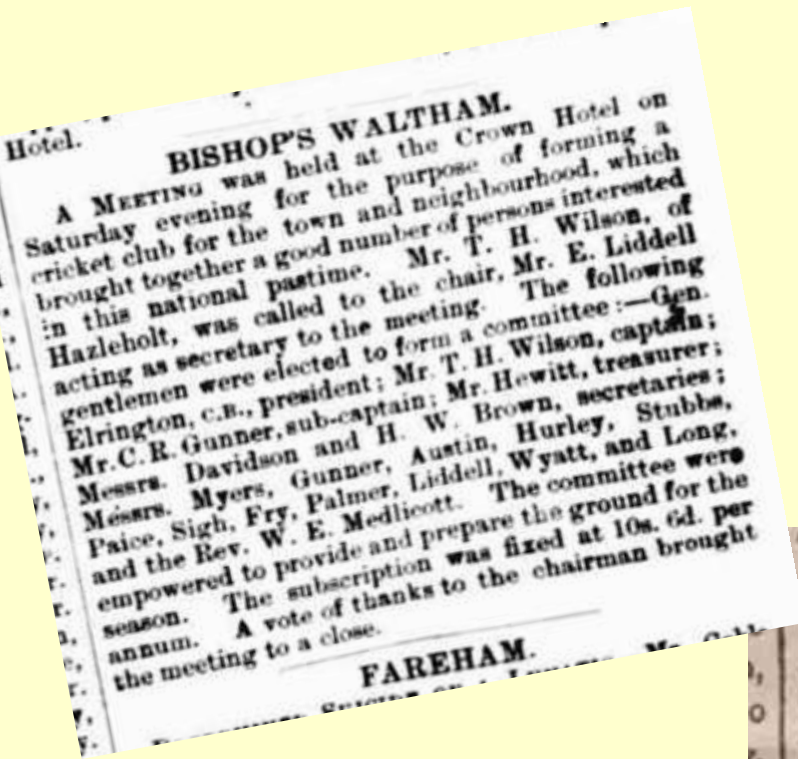 Hotel.
BISHOP'S WALTHAM.
A MEETING was held at the Crown Hotel on
Saturday evening for the purpose of forming a
cricket club for the town and neighbourhood, which
brought together a good number of persons interested
in this national pastime. Mr. T. H. Wilson, of
Hazleholt, was called to the chair, Mr. E. Liddell
acting as secretary to the meeting. The following
gentlemen were elected to form a committee:—Gen.
Elrington, C.B., president; Mr. T. H. Wilson, captain;
Mr. C. R. Gunner, sub-captain; Mr. Hewitt, treasurer;
Messrs. Davidson and H. W. Brown, secretaries;
Messrs. Myers, Gunner, Austin, Hurley, Stubbs,
Paice, Sigh, Fry, Palmer, Liddell, Wyatt, and Long,
and the Rev. W. E. Medlicott. The committee were
empowered to provide and prepare the ground for the
season. The subscription was fixed at 10s. 6d. per
annum. A vote of thanks to the chairman brought
the meeting to a close.
FAREHAM.